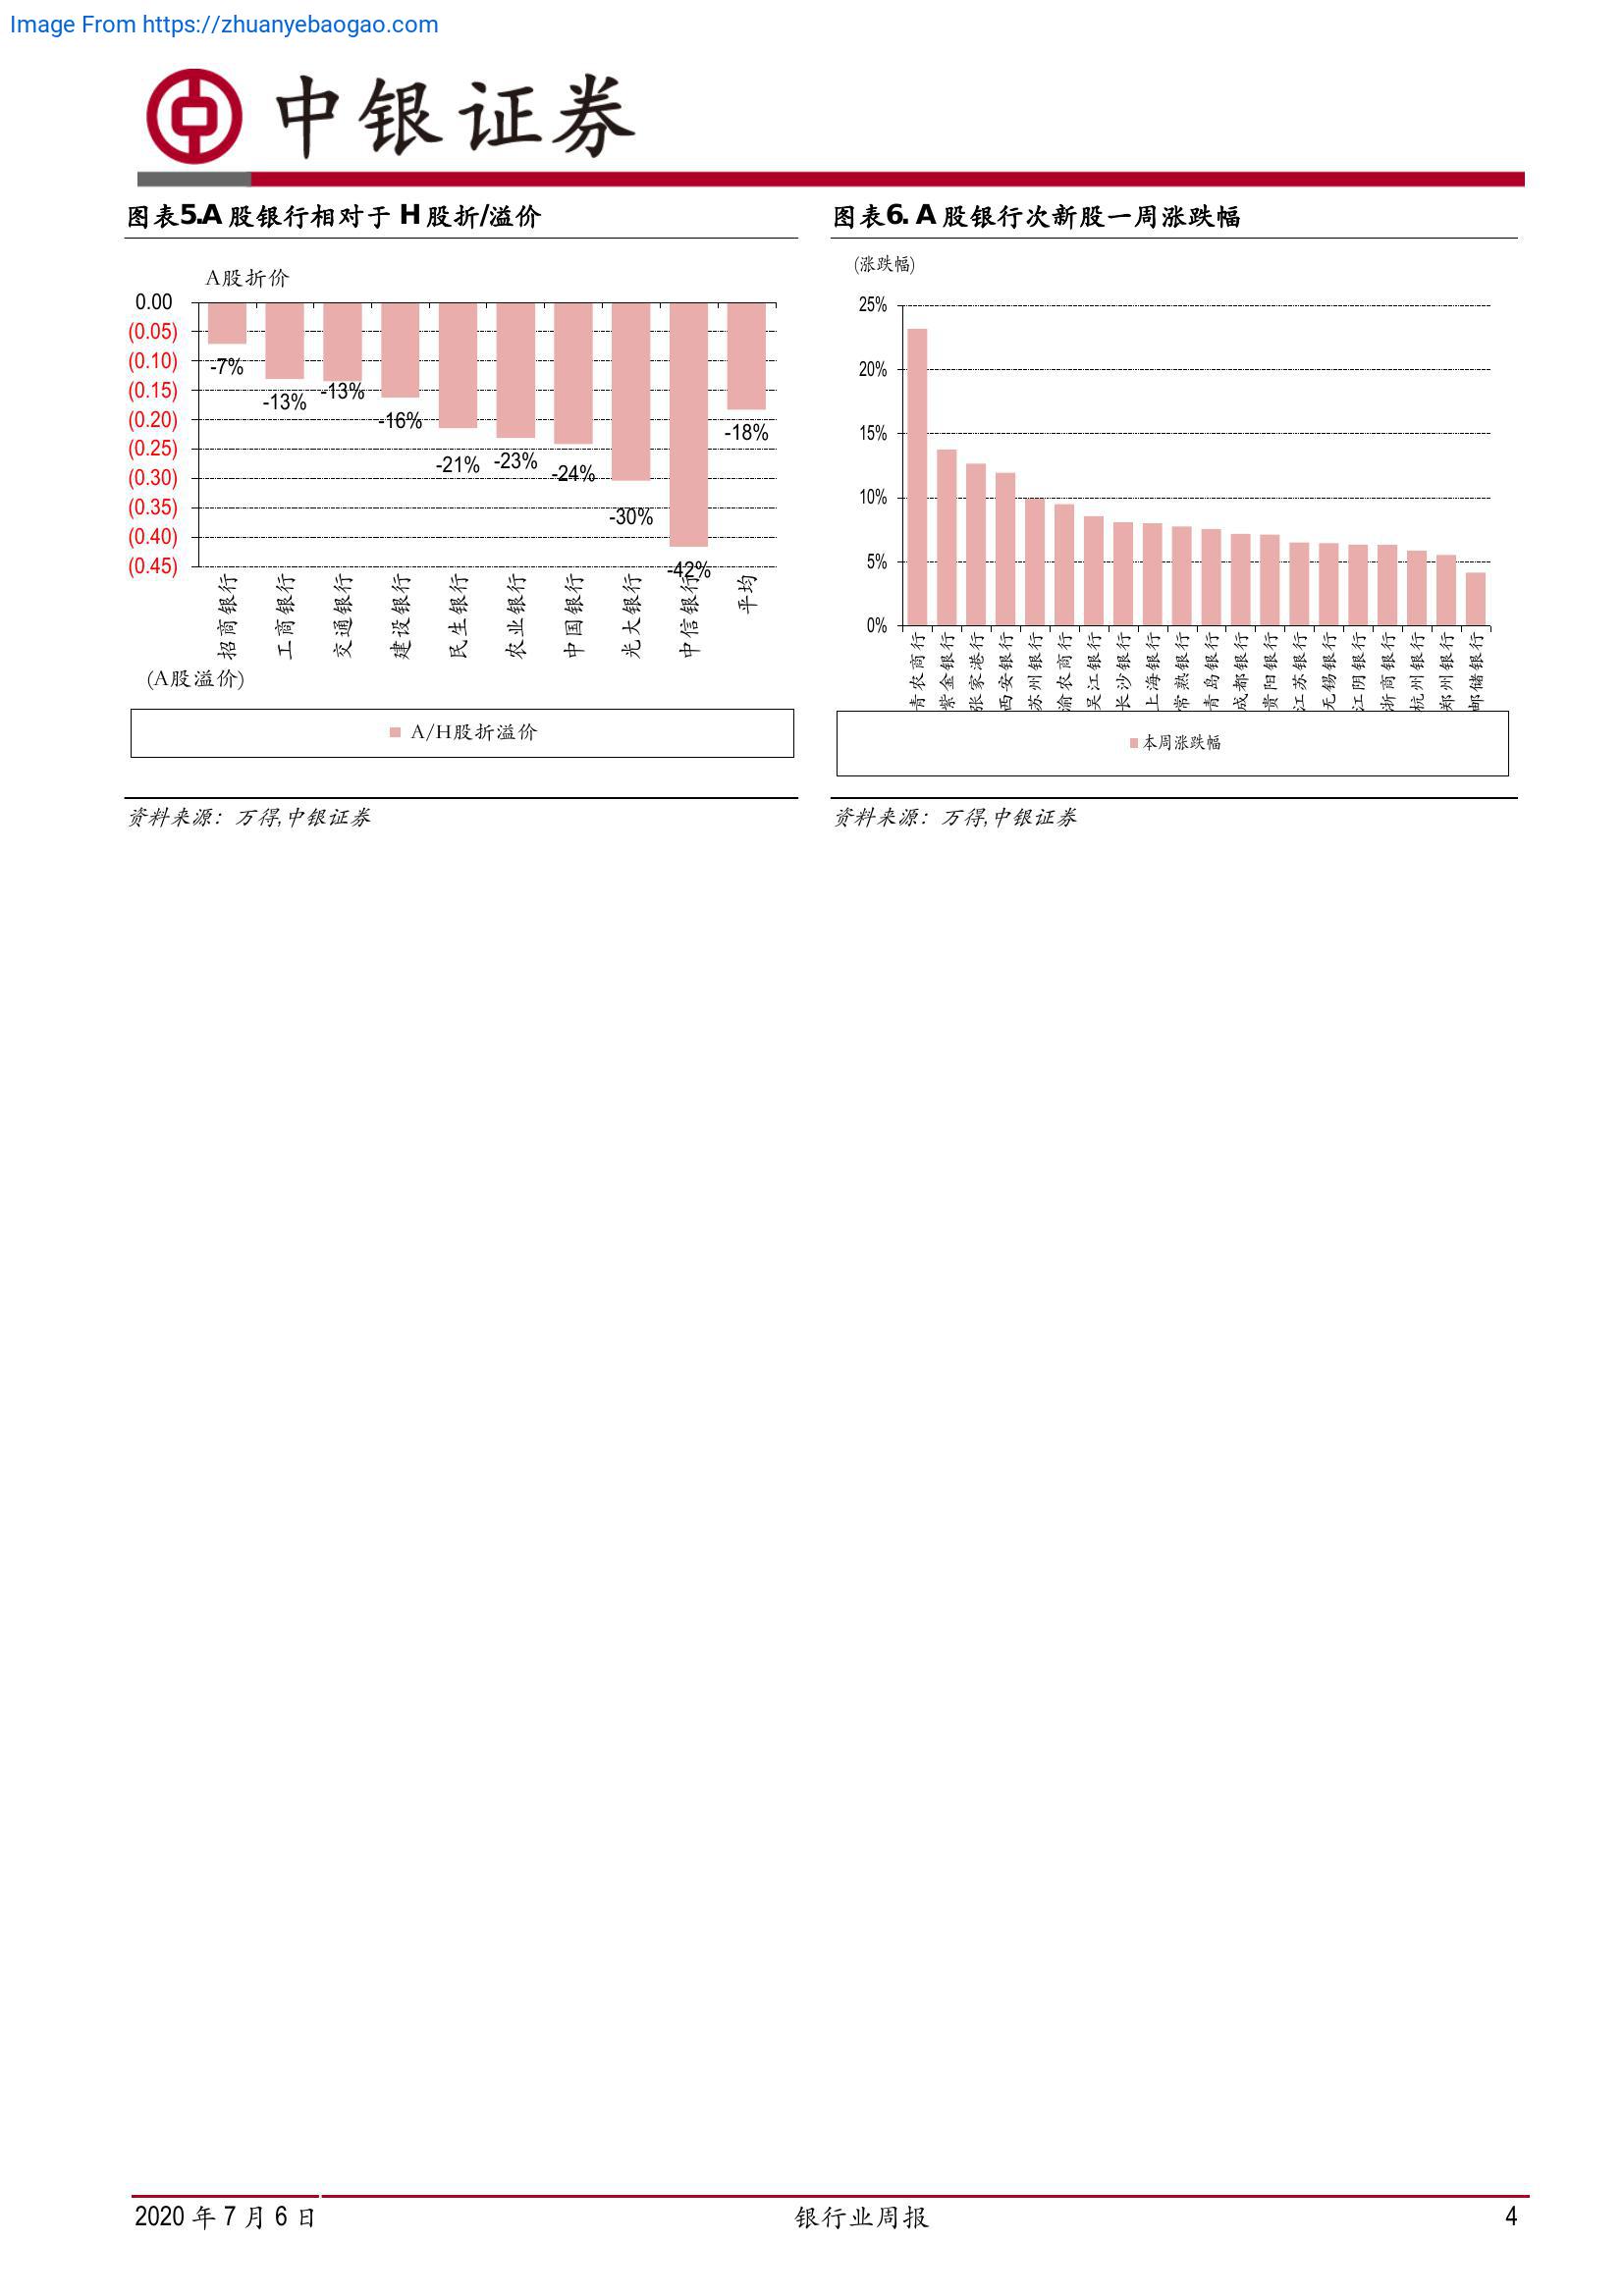 Image From https://zhuanyebaogao.com
中银证券
图表5.A 股银行相对于 H 股折/溢价
A股折价
0.00
(0.05)
(0.10)
(0.15)
(0.20)
(0.25)
(0.30)
(0.35)
(0.40)
(0.45)
-7%
-13%
-13%
-16%
-21%
-23%
-24%
-30%
-42%
-18%
招商银行
工商银行
交通银行
建设银行
民生银行
农业银行
中国银行
光大银行
中信银行
平均
(A股溢价)
A/H股折溢价
资料来源：万得,中银证券
图表6. A 股银行次新股一周涨跌幅
(涨跌幅)
25%
20%
15%
10%
5%
0%
青农商行
紫金银行
张家港行
西安银行
苏州银行
渝农商行
吴江银行
长沙银行
上海银行
常熟银行
青岛银行
成都银行
贵阳银行
江苏银行
无锡银行
江阴银行
浙商银行
杭州银行
郑州银行
邮储银行
本周涨跌幅
资料来源：万得,中银证券
2020 年 7 月 6 日
银行业周报
4